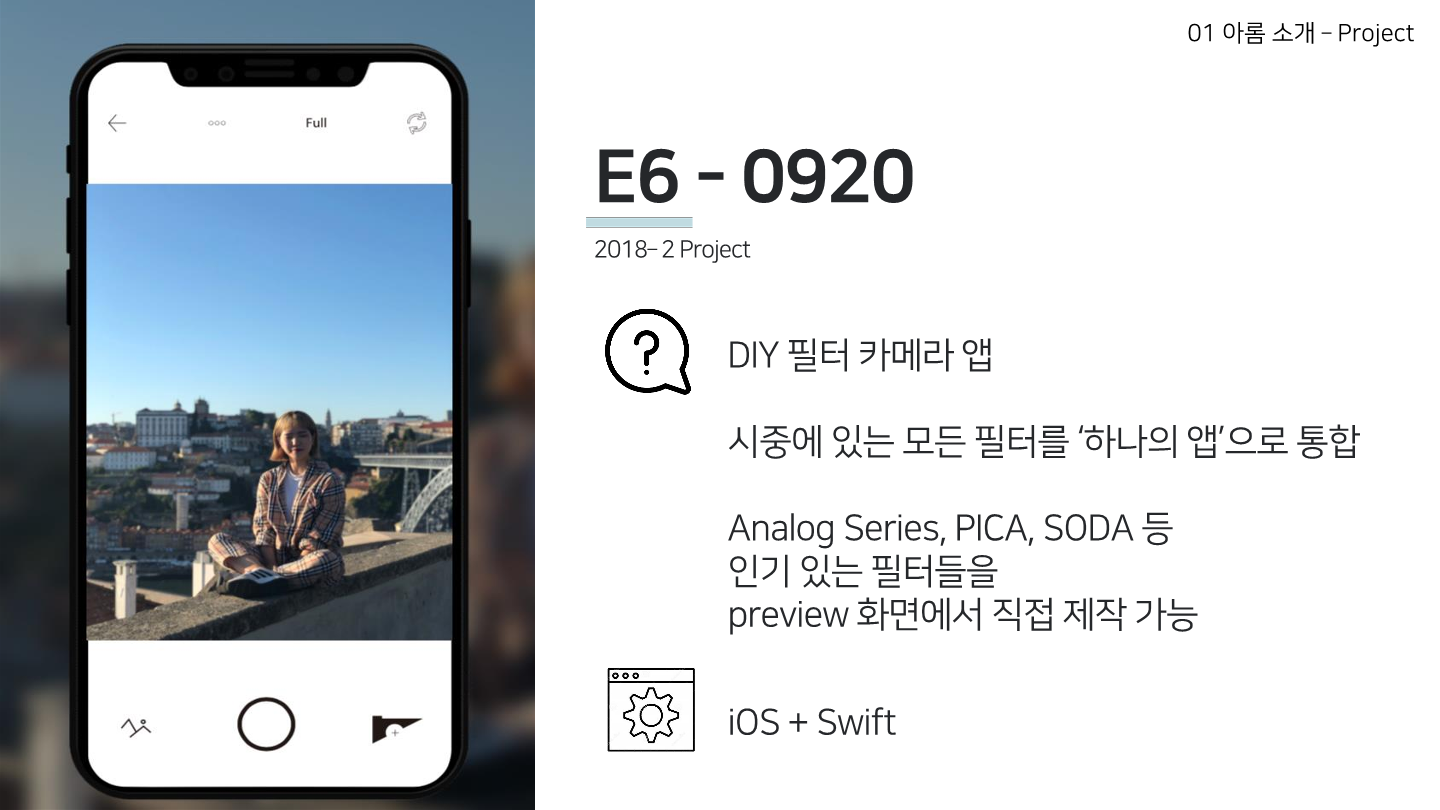 01 아롬 소개 – Project
Full
E6 - 0920
2018– 2 Project
DIY 필터 카메라 앱
시중에 있는 모든 필터를 ‘하나의 앱’으로 통합
Analog Series, PICA, SODA 등
인기 있는 필터들을
preview 화면에서 직접 제작 가능
iOS + Swift